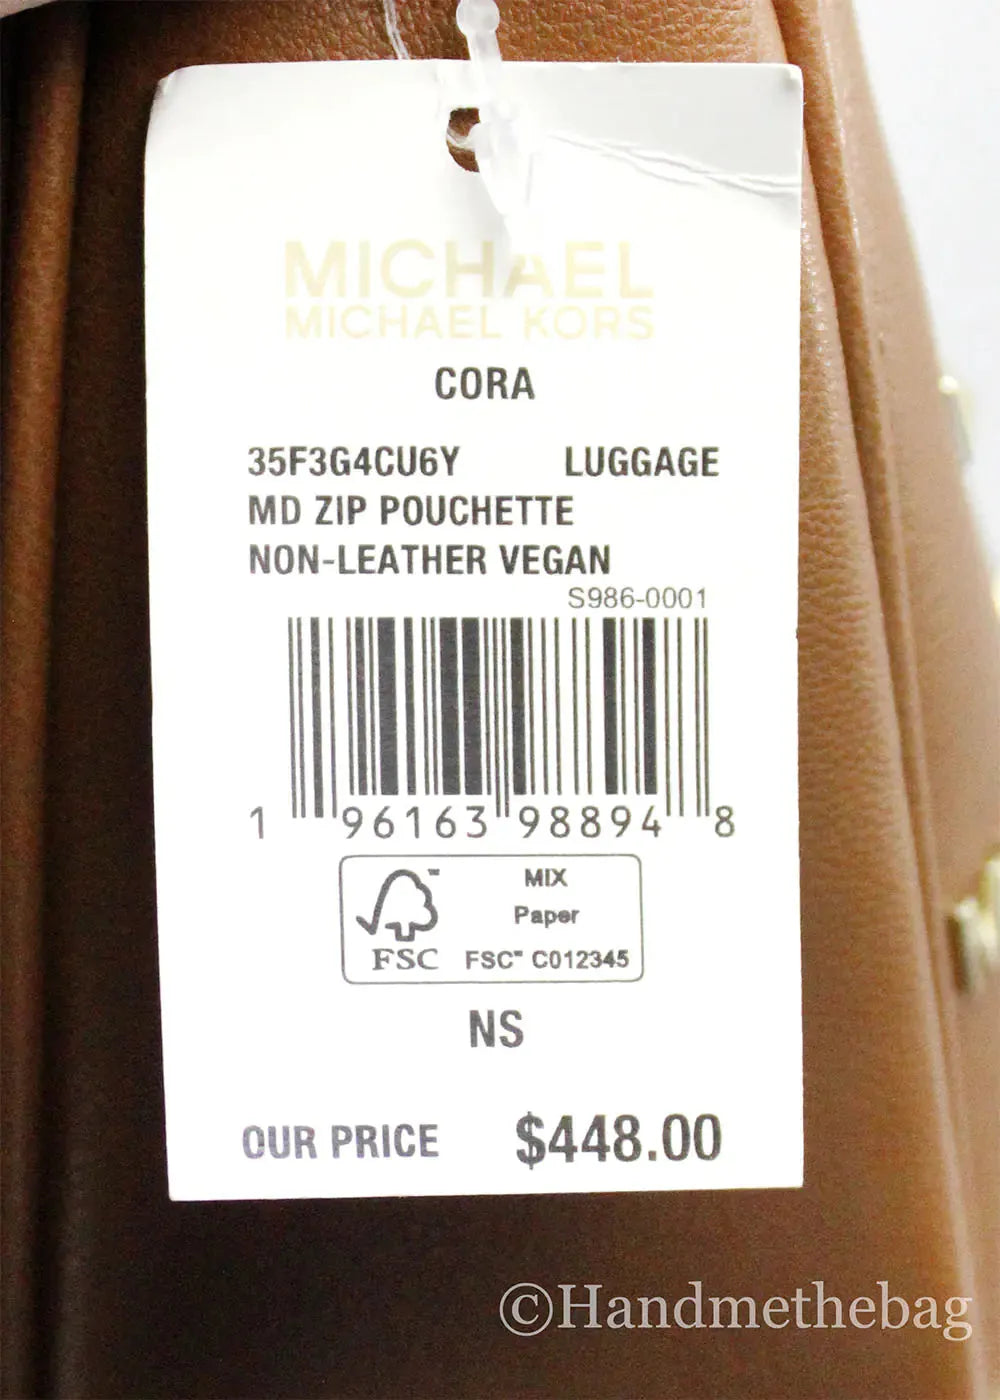 MICHAEL
MICHAEL KORS
CORA
35F3G4CU6Y LUGGAGE
MD ZIP POUCHETTE
NON-LEATHER VEGAN
S986-0001
1 96163 98894 8
FSC
MIX
Paper
FSC™ C012345
NS
OUR PRICE $448.00
©Handmethebag